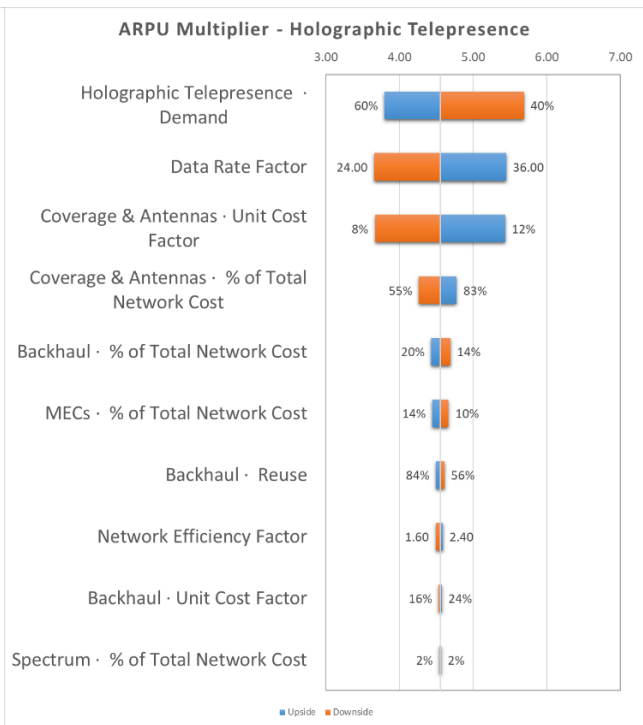 ARPU Multiplier - Holographic Telepresence
3.00 4.00 5.00 6.00 7.00
Holographic Telepresence ·
Demand
60% 40%
Data Rate Factor
24.00 36.00
Coverage & Antennas · Unit Cost
Factor
8% 12%
Coverage & Antennas · % of Total
Network Cost
55% 83%
Backhaul · % of Total Network Cost
20% 14%
MECs · % of Total Network Cost
14% 10%
Backhaul · Reuse
84% 56%
Network Efficiency Factor
1.60 2.40
Backhaul · Unit Cost Factor
16% 24%
Spectrum · % of Total Network Cost
2% 2%
Upside Downside